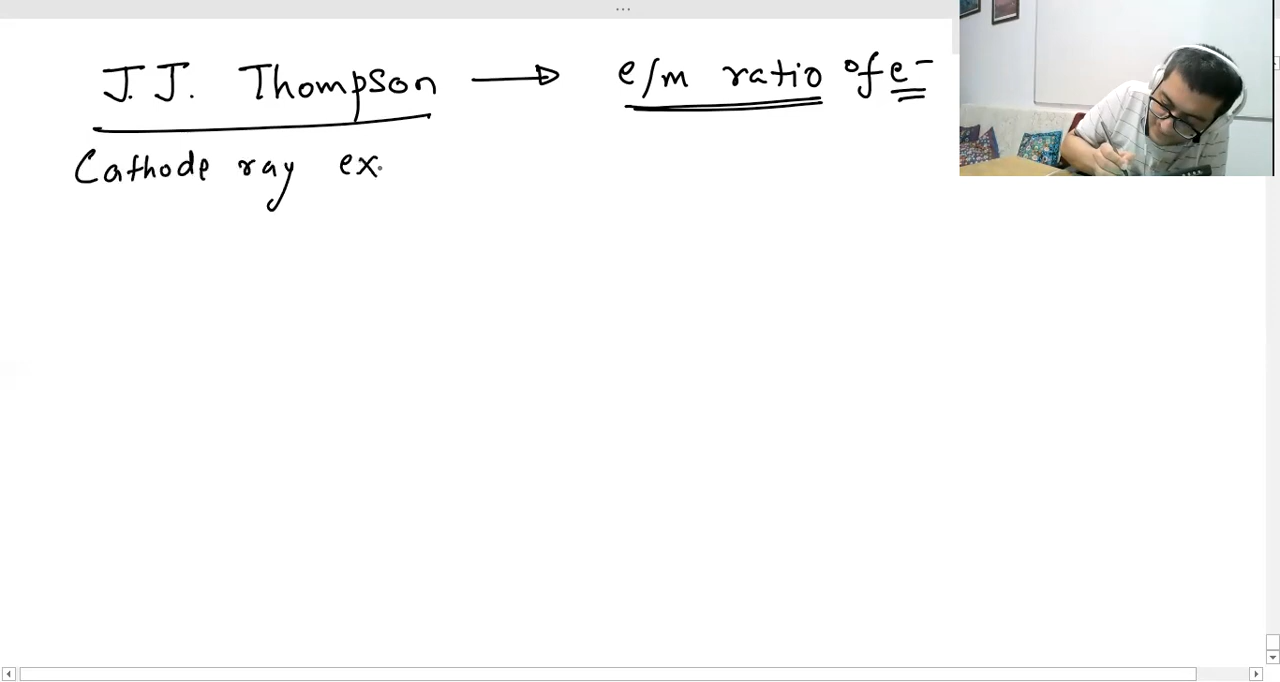 J. J. Thompson → e/m ratio of e⁻
Cathode ray ex